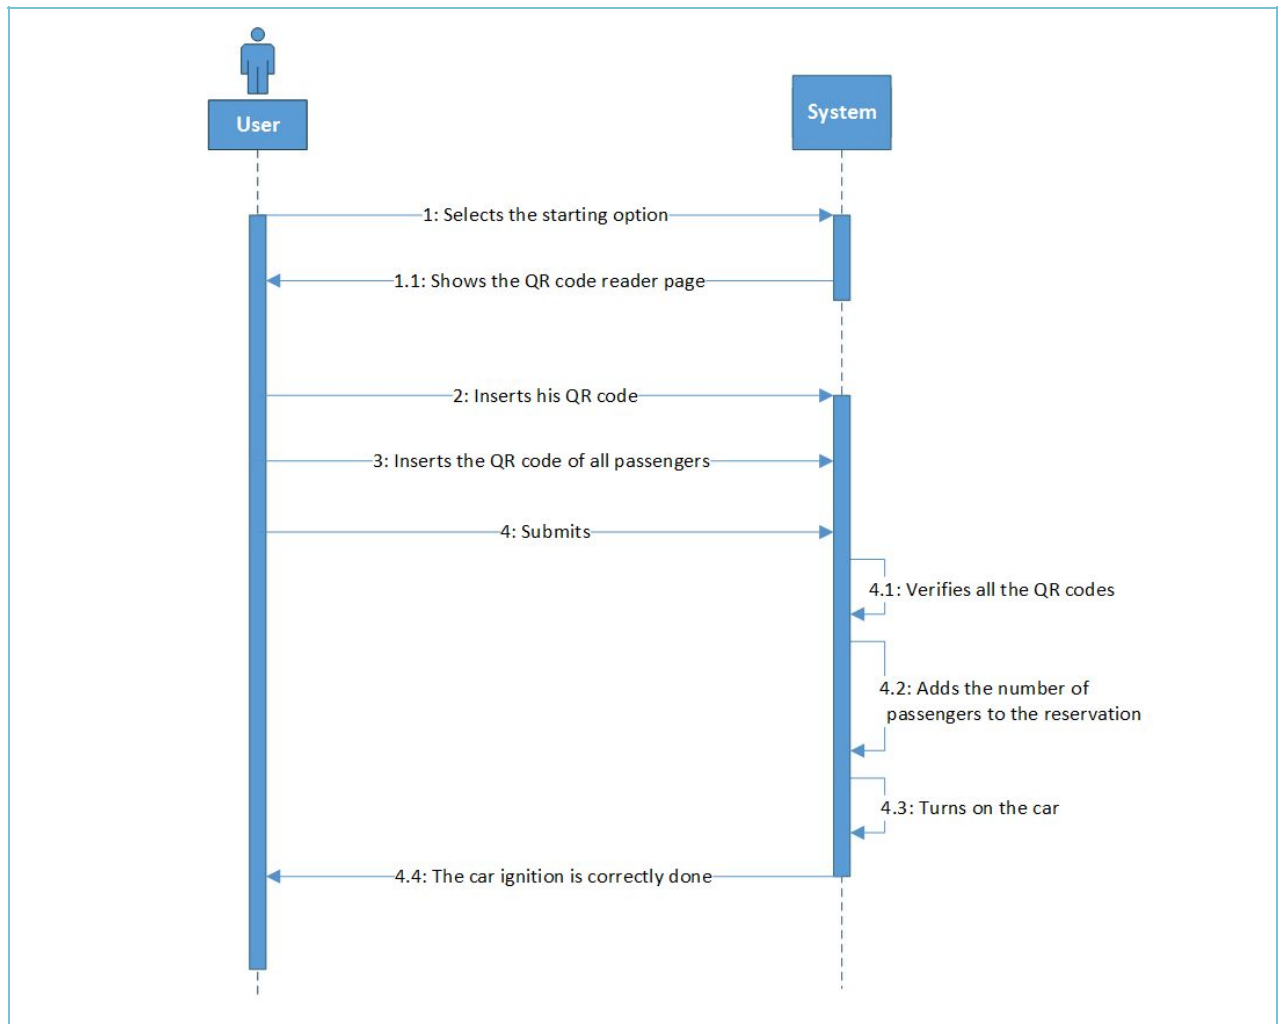 User
System
1: Selects the starting option
1.1: Shows the QR code reader page
2: Inserts his QR code
3: Inserts the QR code of all passengers
4: Submits
4.1: Verifies all the QR codes
4.2: Adds the number of
passengers to the reservation
4.3: Turns on the car
4.4: The car ignition is correctly done